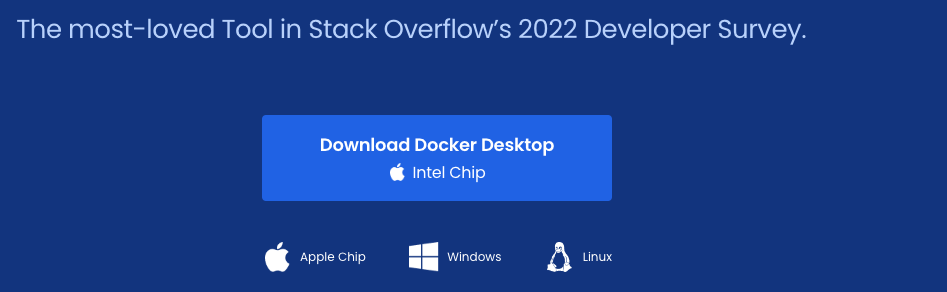 The most-loved Tool in Stack Overflow’s 2022 Developer Survey.
Download Docker Desktop
Intel Chip
Apple Chip Windows Linux